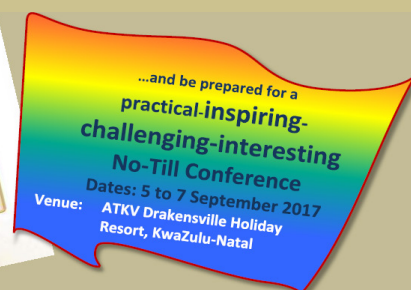 ...and be prepared for a
practical-inspiring-
challenging-interesting
No-Till Conference
Dates: 5 to 7 September 2017
Venue: ATKV Drakensville Holiday
Resort, KwaZulu-Natal